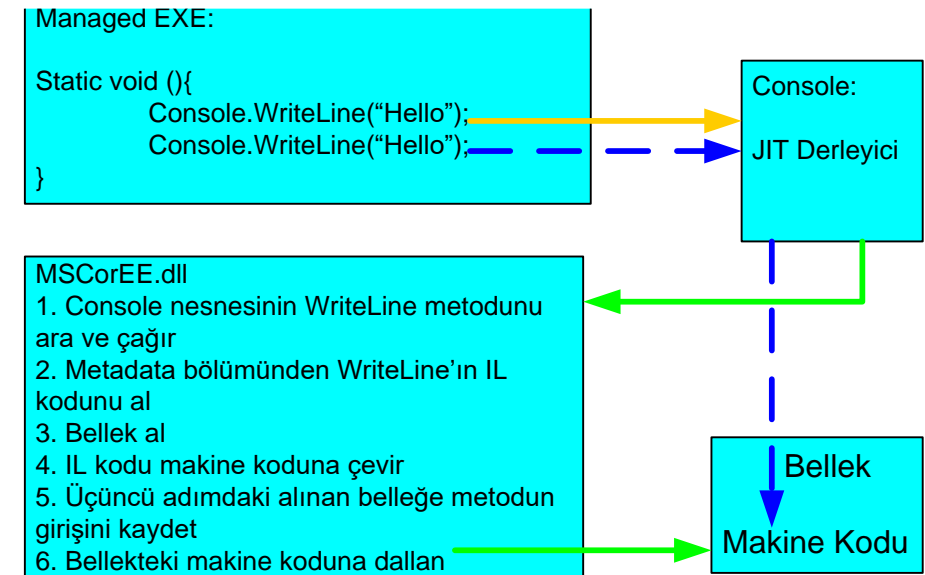 Managed EXE:
Static void (){
Console.WriteLine(“Hello”);
Console.WriteLine(“Hello”);
}
Console:
JIT Derleyici
MSCorEE.dll
1. Console nesnesinin WriteLine metodunu
ara ve çağır
2. Metadata bölümünden WriteLine’ın IL
kodunu al
3. Bellek al
4. IL kodu makine koduna çevir
5. Üçüncü adımdaki alınan belleğe metodun
girişini kaydet
6. Bellekteki makine koduna dallan
Bellek
Makine Kodu